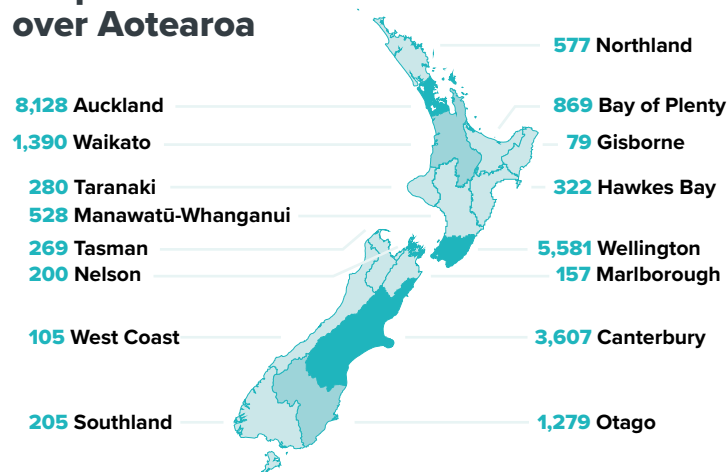 over Aotearoa
577 Northland
8,128 Auckland
869 Bay of Plenty
1,390 Waikato
79 Gisborne
280 Taranaki
322 Hawkes Bay
528 Manawatū-Whanganui
269 Tasman
5,581 Wellington
200 Nelson
157 Marlborough
105 West Coast
3,607 Canterbury
205 Southland
1,279 Otago